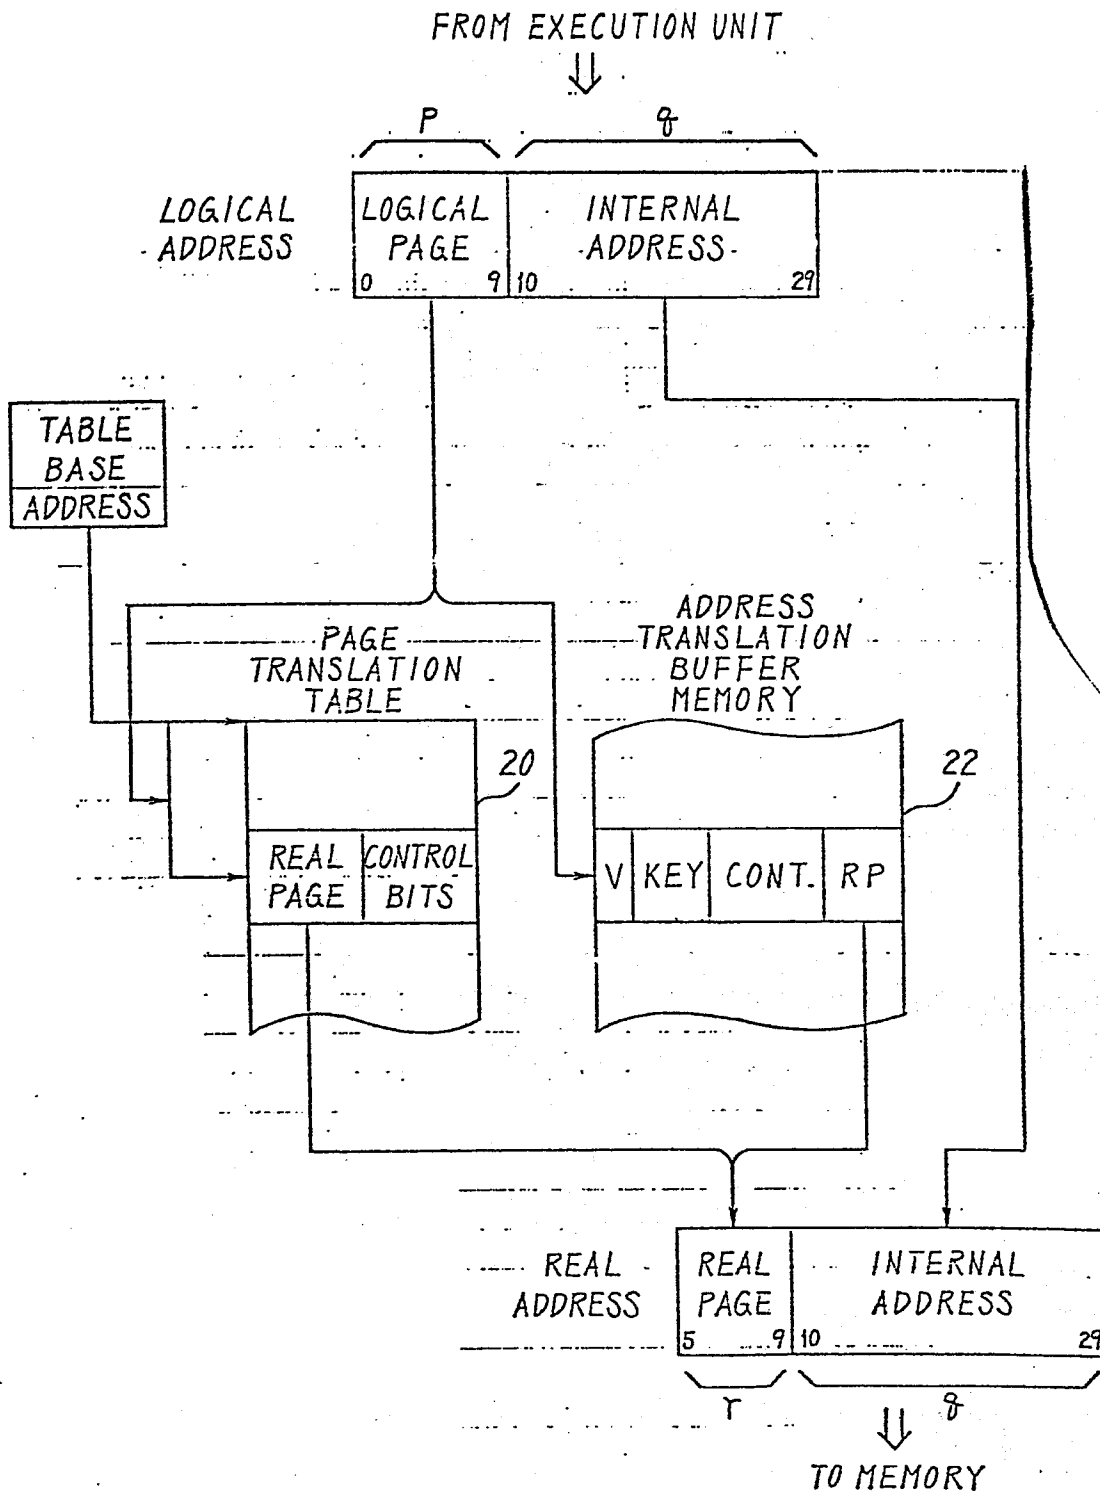 FROM EXECUTION UNIT
P
q
LOGICAL
ADDRESS
LOGICAL
PAGE
0 9
INTERNAL
ADDRESS
10 29
TABLE
BASE
ADDRESS
PAGE
TRANSLATION
TABLE
ADDRESS
TRANSLATION
BUFFER
MEMORY
20
22
REAL
PAGE
CONTROL
BITS
V
KEY
CONT.
RP
REAL
ADDRESS
REAL
PAGE
5 9
INTERNAL
ADDRESS
10 29
r
q
TO MEMORY